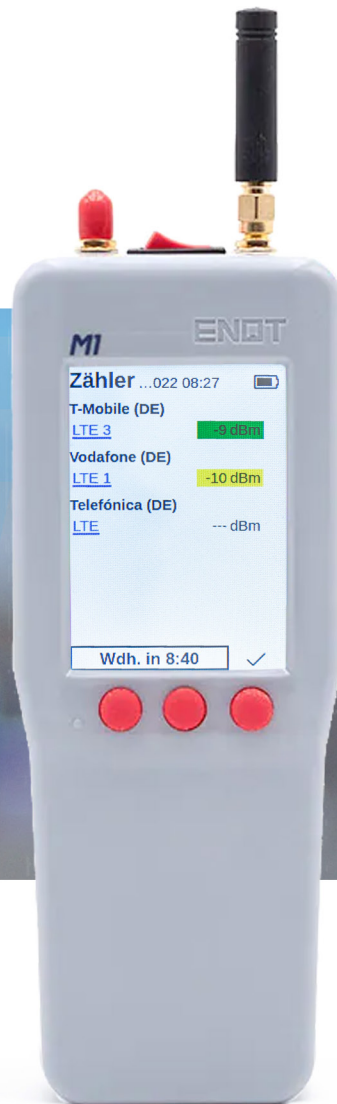 M1 ENQT
Zähler ...022 08:27
T-Mobile (DE)
LTE 3 -9 dBm
Vodafone (DE)
LTE 1 -10 dBm
Telefónica (DE)
LTE --- dBm
Wdh. in 8:40